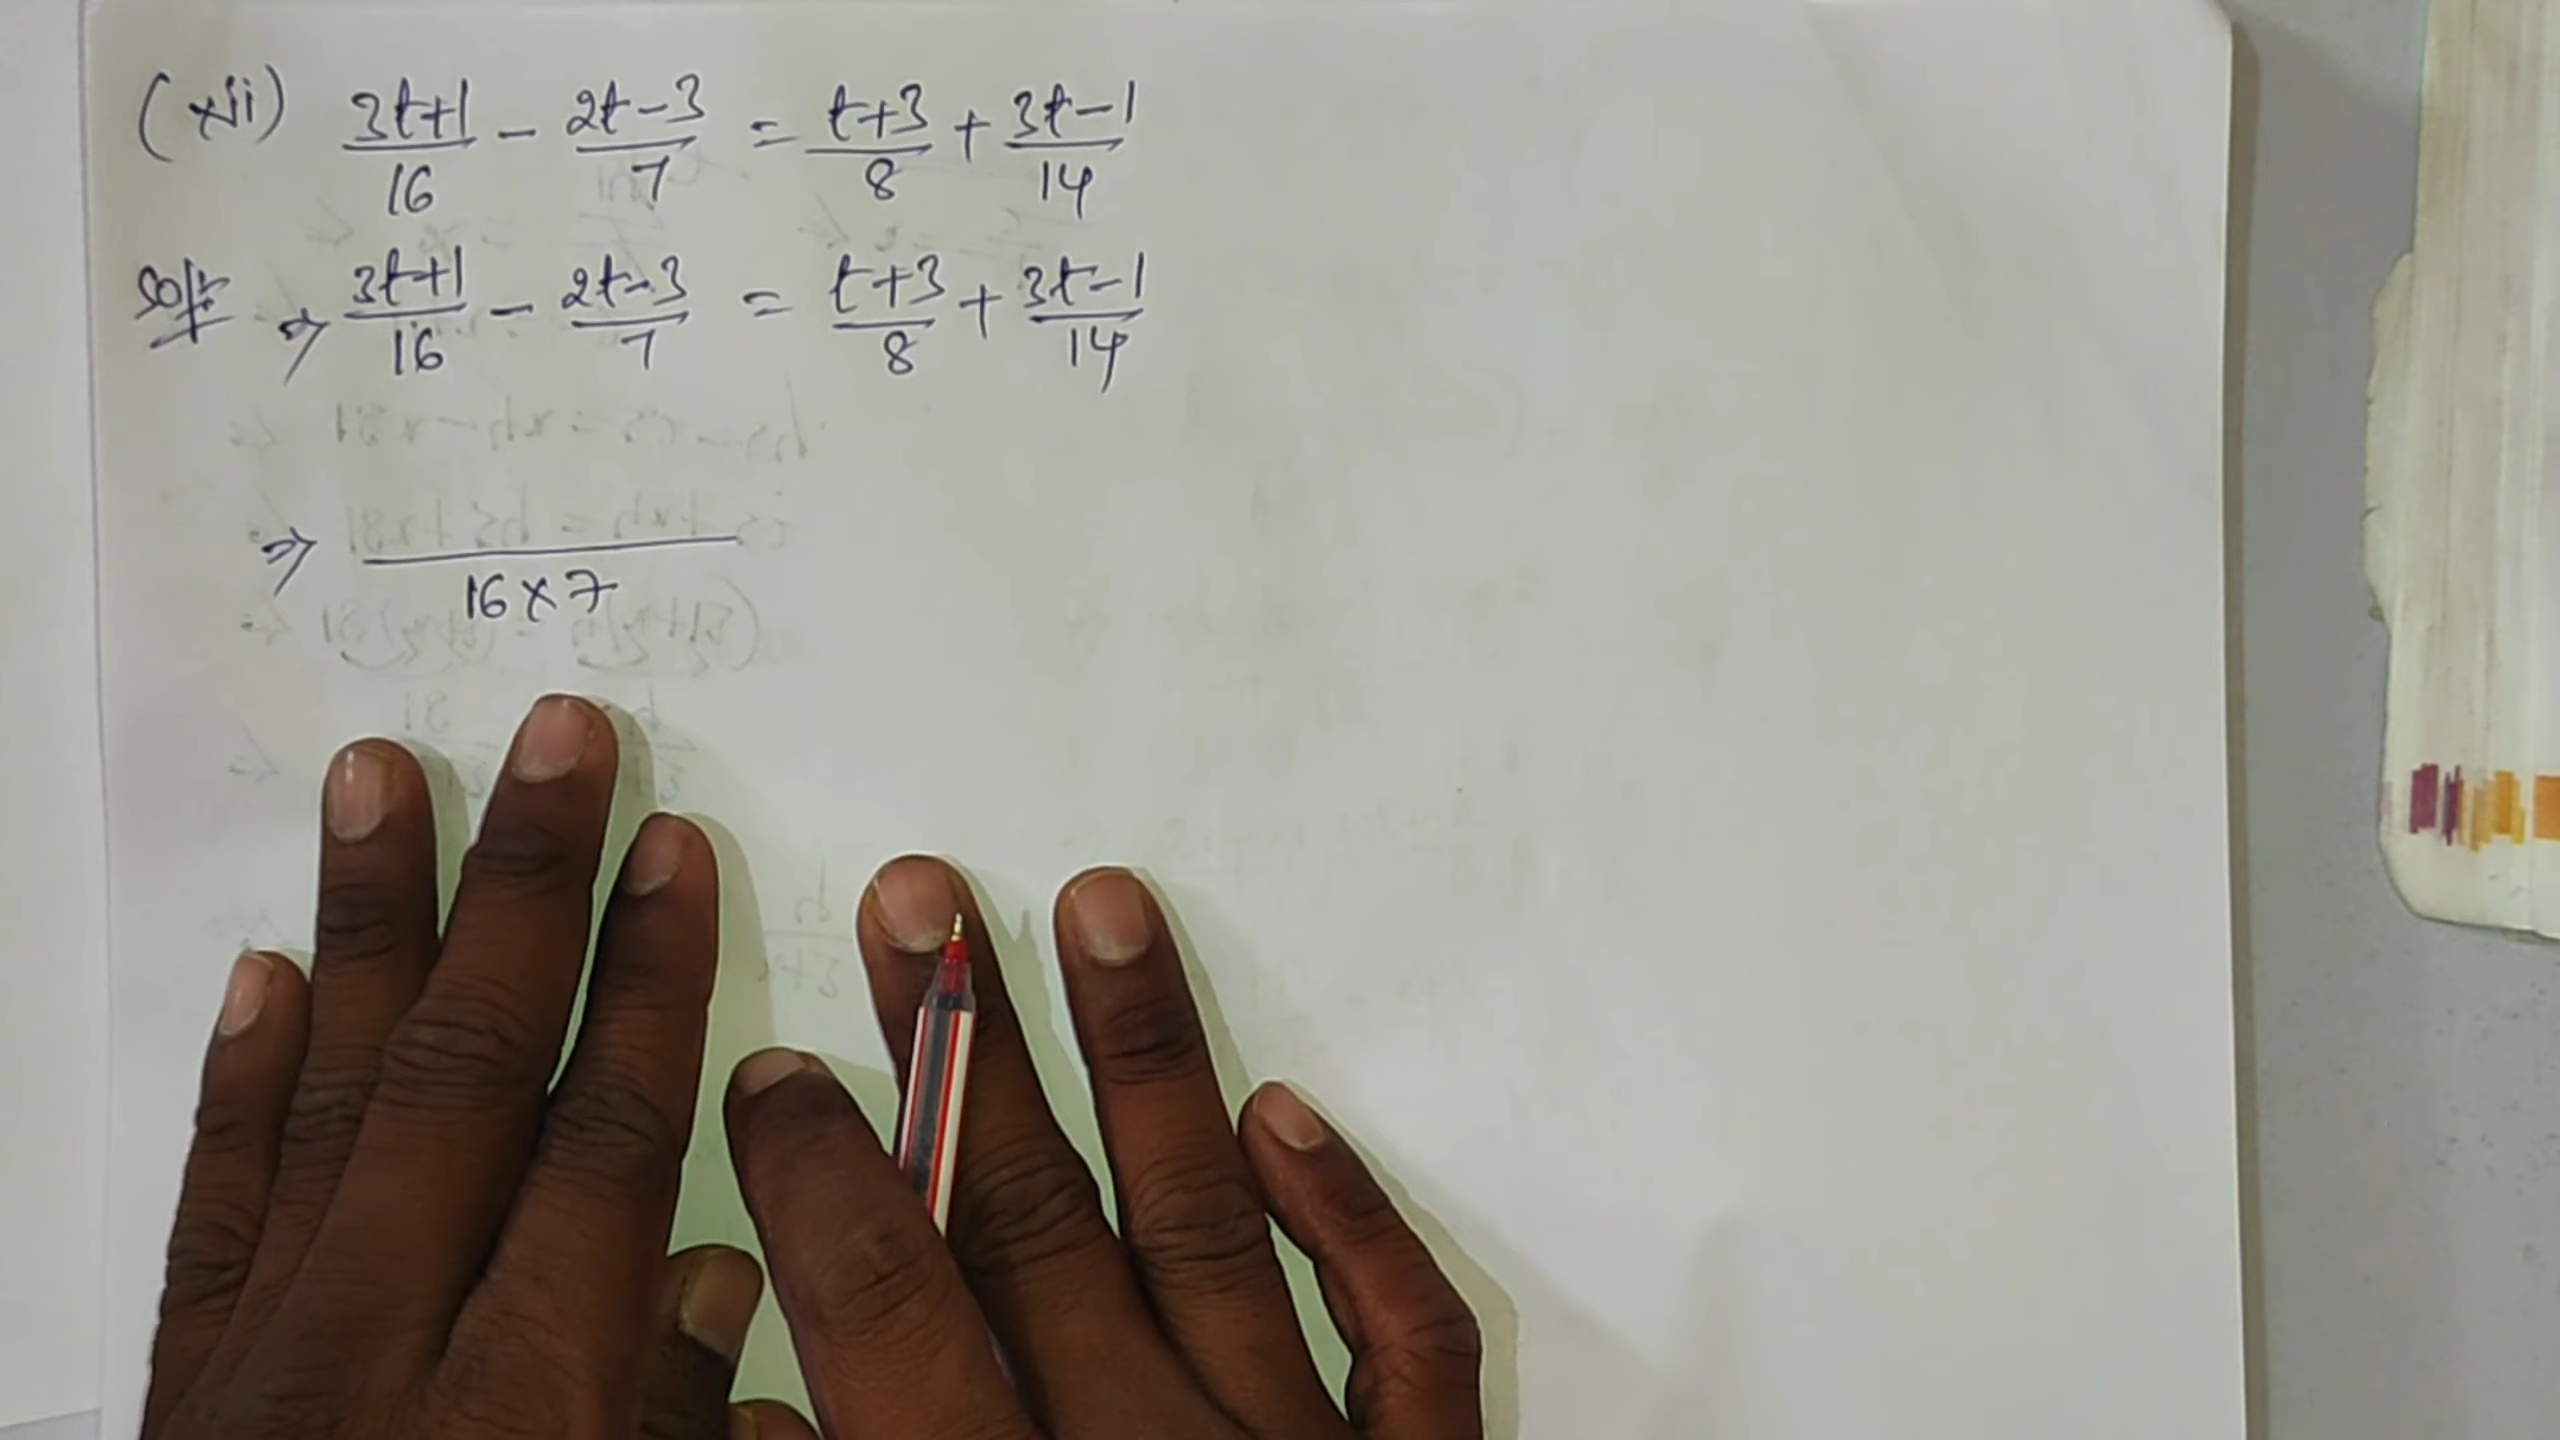 (xii) 3t+1/16 - 2t-3/7 = t+3/8 + 3t-1/14
Soln ⇒ 3t+1/16 - 2t-3/7 = t+3/8 + 3t-1/14
⇒ /16×7